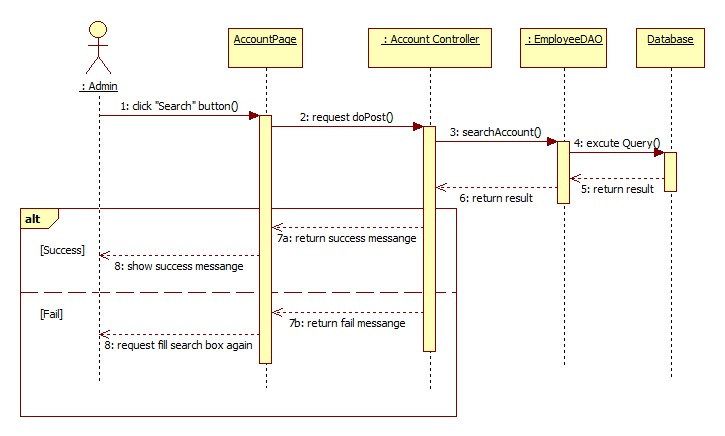 AccountPage
: Account Controller
: EmployeeDAO
Database
: Admin
1: click "Search" button()
2: request doPost()
3: searchAccount()
4: excute Query()
5: return result
6: return result
alt
7a: return success messange
[Success]
8: show success messange
[Fail]
7b: return fail messange
8: request fill search box again